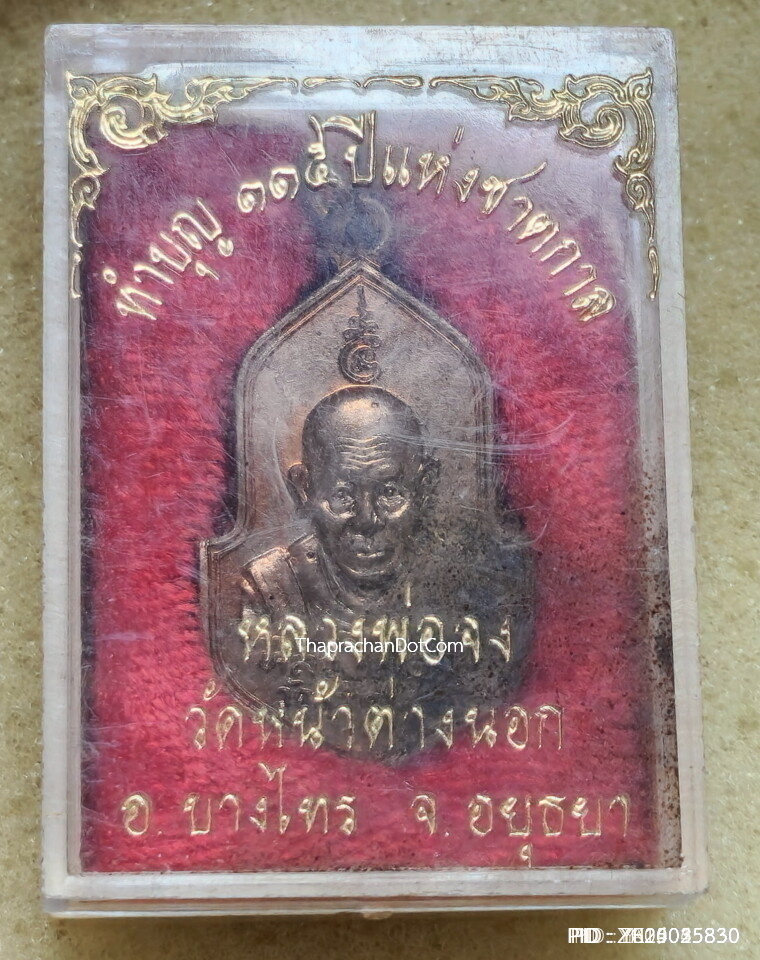 ทำบุญ ๑๑๕ ปีแห่งชาตกาล
หลวงพ่อจง
ThaprachanDotCom
วัดหน้าต่างนอก
อ. บางไทร จ. อยุธยา